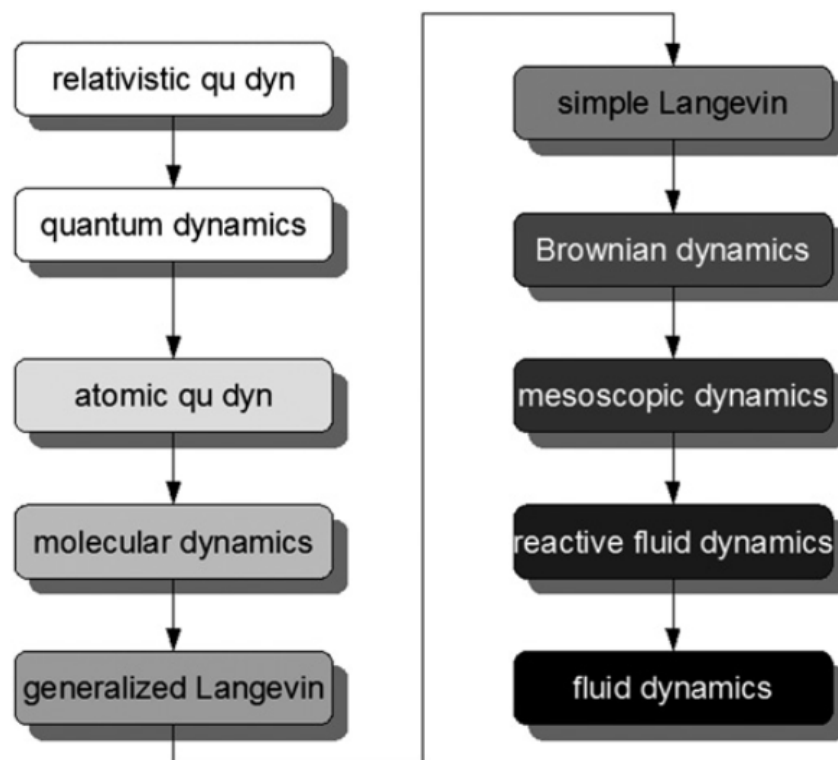 relativistic qu dyn
quantum dynamics
atomic qu dyn
molecular dynamics
generalized Langevin
simple Langevin
Brownian dynamics
mesoscopic dynamics
reactive fluid dynamics
fluid dynamics